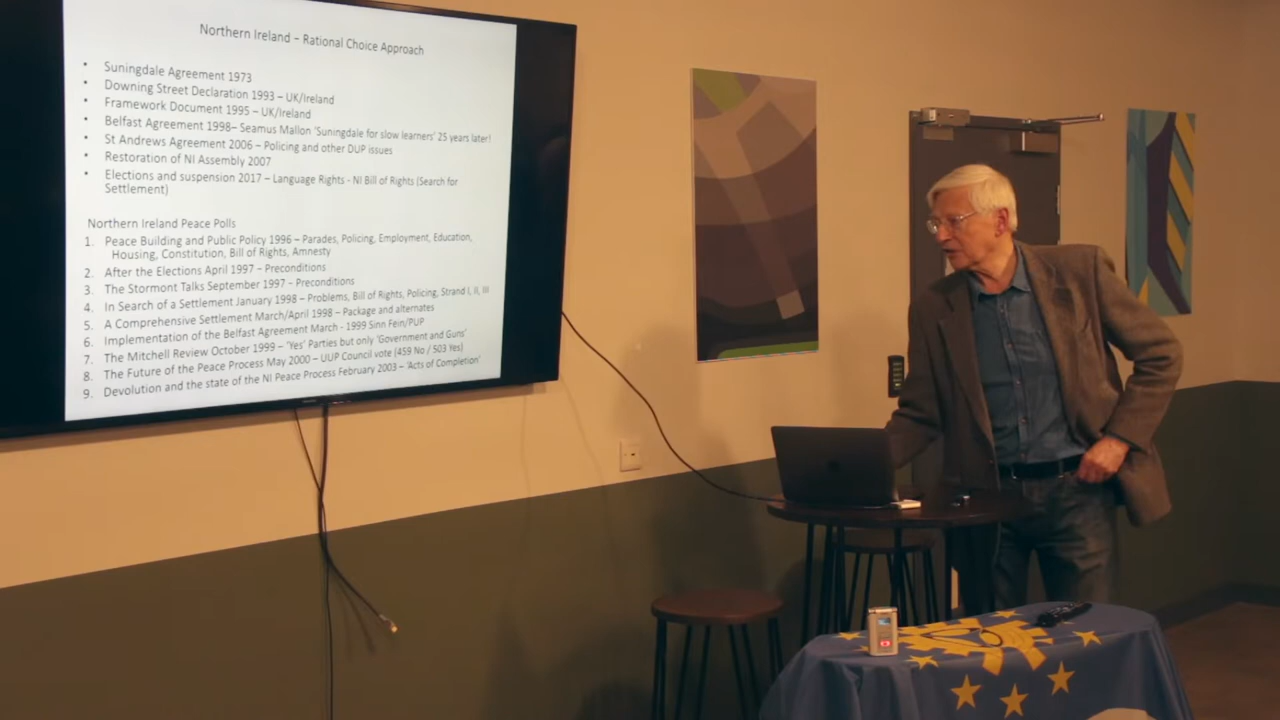 Northern Ireland – Rational Choice Approach
• Suningdale Agreement 1973
• Downing Street Declaration 1993 – UK/Ireland
• Framework Document 1995 – UK/Ireland
• Belfast Agreement 1998– Seamus Mallon 'Suningdale for slow learners' 25 years later!
• St Andrews Agreement 2006 – Policing and other DUP issues
• Restoration of NI Assembly 2007
• Elections and suspension 2017 – Language Rights - NI Bill of Rights (Search for
Settlement)
Northern Ireland Peace Polls
1. Peace Building and Public Policy 1996 – Parades, Policing, Employment, Education,
Housing, Constitution, Bill of Rights, Amnesty
2. After the Elections April 1997 – Preconditions
3. The Stormont Talks September 1997 - Preconditions
4. In Search of a Settlement January 1998 – Problems, Bill of Rights, Policing, Strand I, II, III
5. A Comprehensive Settlement March/April 1998 – Package and alternates
6. Implementation of the Belfast Agreement March - 1999 Sinn Fein/PUP
7. The Mitchell Review October 1999 – 'Yes' Parties but only 'Government and Guns'
8. The Future of the Peace Process May 2000 – UUP Council vote (459 No / 503 Yes)
9. Devolution and the state of the NI Peace Process February 2003 – 'Acts of Completion'